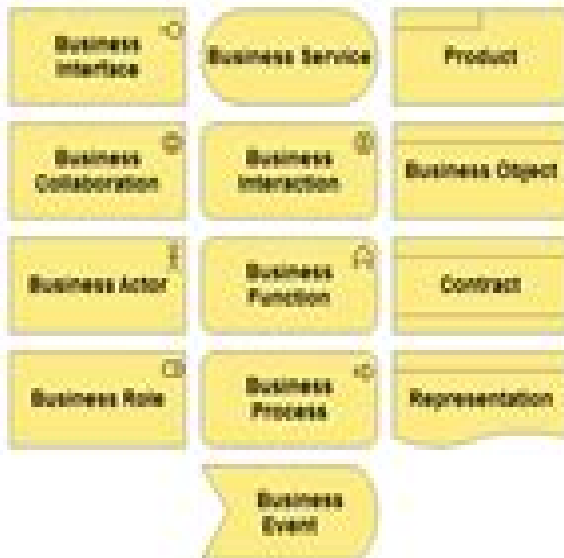 Business
Interface
Business Service
Product
Business
Collaboration
Business
Interaction
Business Object
Business Actor
Business
Function
Contract
Business Role
Business
Process
Representation
Business
Event